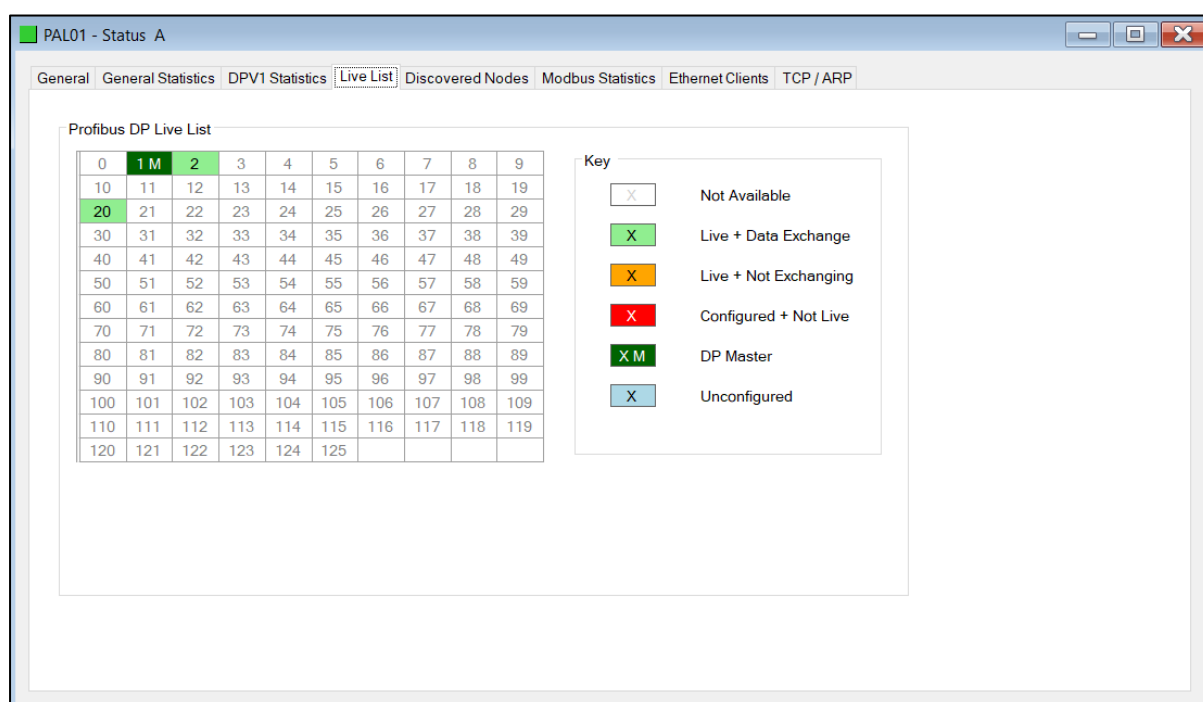 PAL01 - Status A
General General Statistics DPV1 Statistics Live List Discovered Nodes Modbus Statistics Ethernet Clients TCP / ARP
Profibus DP Live List
0 1 M 2 3 4 5 6 7 8 9
10 11 12 13 14 15 16 17 18 19
20 21 22 23 24 25 26 27 28 29
30 31 32 33 34 35 36 37 38 39
40 41 42 43 44 45 46 47 48 49
50 51 52 53 54 55 56 57 58 59
60 61 62 63 64 65 66 67 68 69
70 71 72 73 74 75 76 77 78 79
80 81 82 83 84 85 86 87 88 89
90 91 92 93 94 95 96 97 98 99
100 101 102 103 104 105 106 107 108 109
110 111 112 113 114 115 116 117 118 119
120 121 122 123 124 125
Key
X Not Available
X Live + Data Exchange
X Live + Not Exchanging
X Configured + Not Live
X M DP Master
X Unconfigured